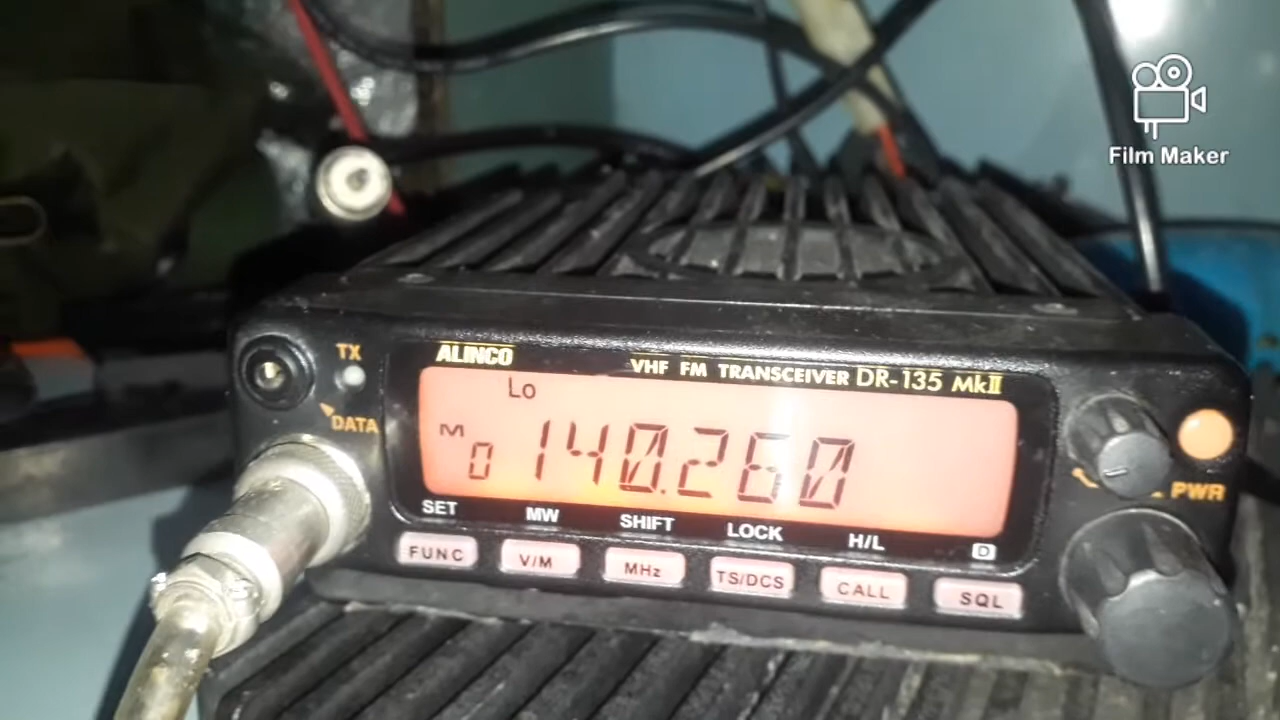 Film Maker
TX
DATA
ALINCO
VHF FM TRANSCEIVER DR-135 MkII
Lo
M
0 140.260
PWR
SET MW SHIFT LOCK H/L D
FUNC V/M MHz TS/DCS CALL SQL